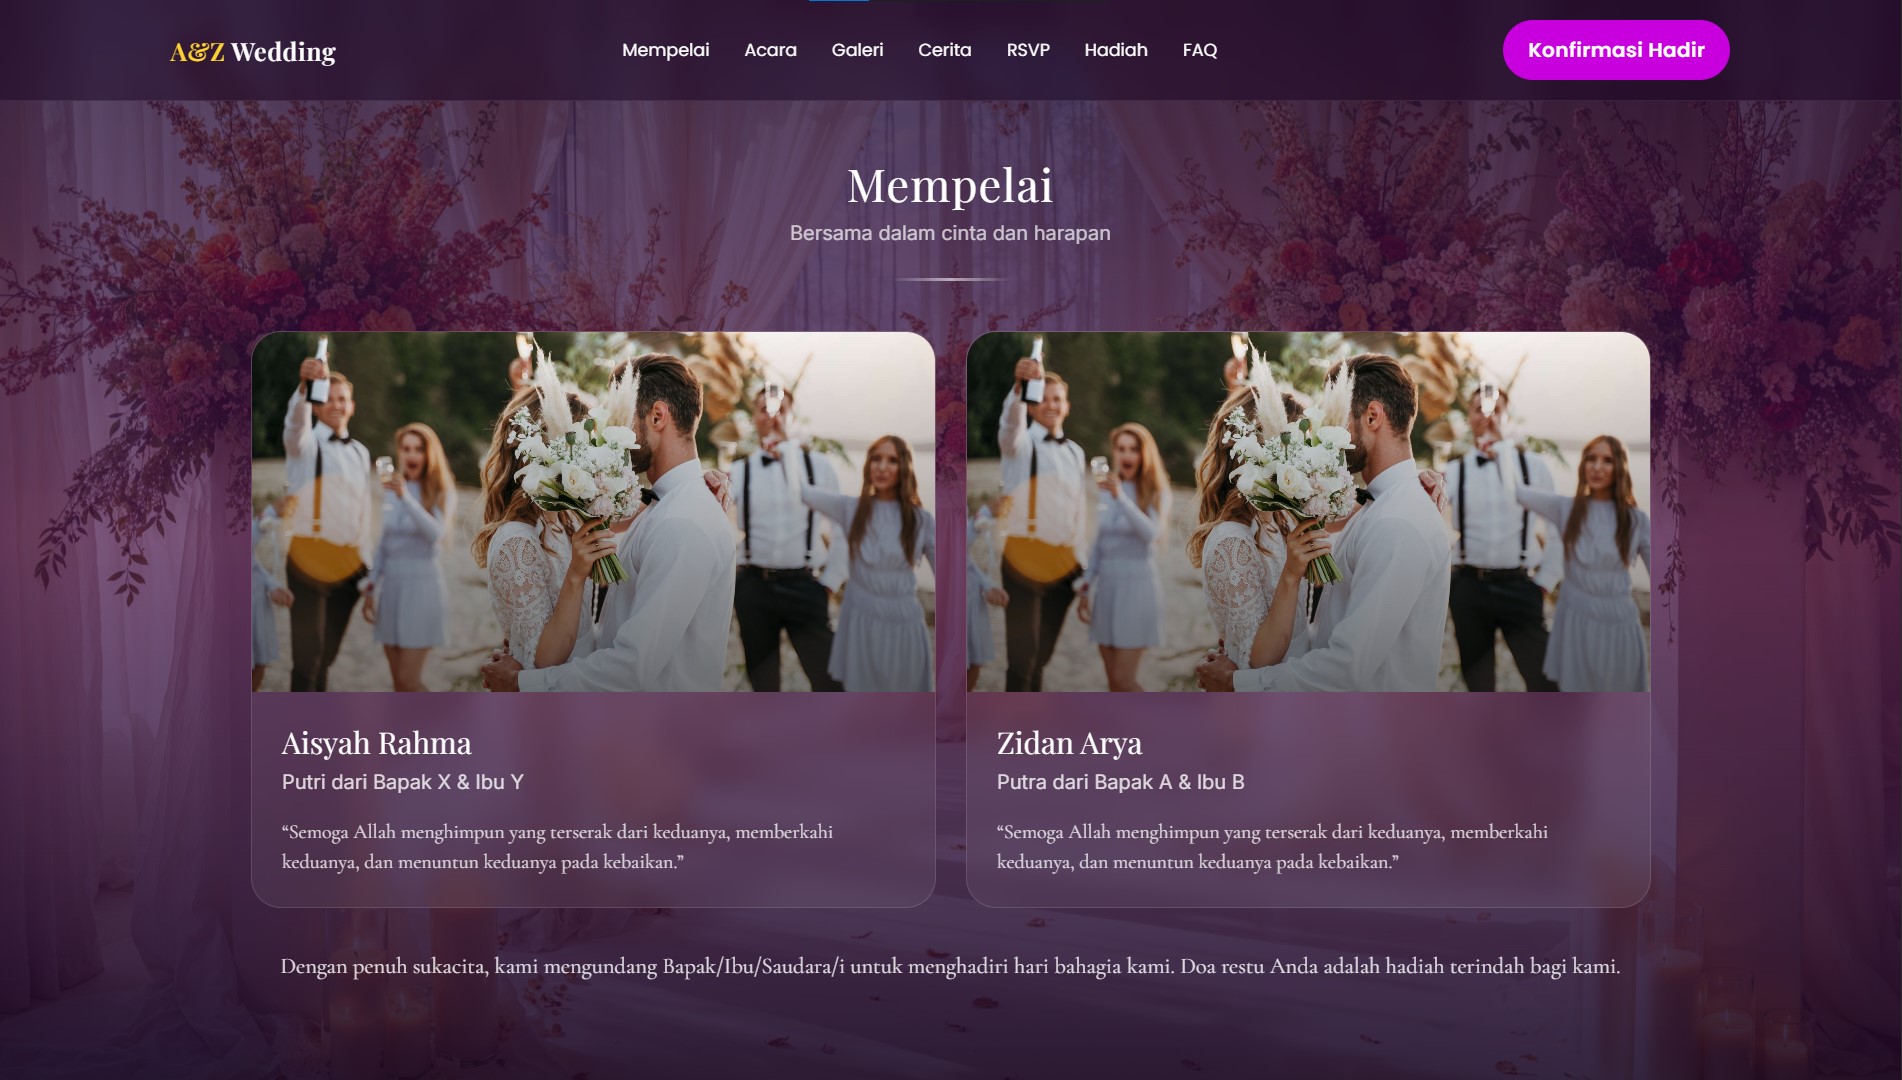 A&Z Wedding
Mempelai
Acara
Galeri
Cerita
RSVP
Hadiah
FAQ
Konfirmasi Hadir
Mempelai
Bersama dalam cinta dan harapan
Aisyah Rahma
Putri dari Bapak X & Ibu Y
“Semoga Allah menghimpun yang terserak dari keduanya, memberkahi
keduanya, dan menuntun keduanya pada kebaikan.”
Zidan Arya
Putra dari Bapak A & Ibu B
“Semoga Allah menghimpun yang terserak dari keduanya, memberkahi
keduanya, dan menuntun keduanya pada kebaikan.”
Dengan penuh sukacita, kami mengundang Bapak/Ibu/Saudara/i untuk menghadiri hari bahagia kami. Doa restu Anda adalah hadiah terindah bagi kami.